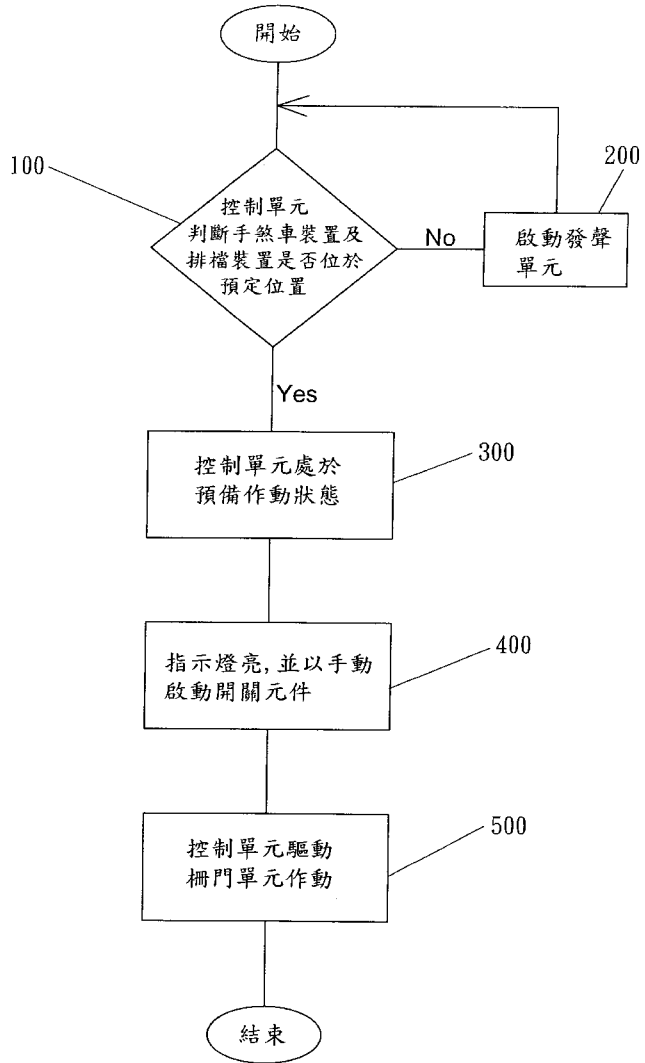 開始
100
控制單元
判斷手煞車裝置及
排檔裝置是否位於
預定位置
No
200
啟動發聲
單元
Yes
控制單元處於
預備作動狀態
300
指示燈亮,並以手動
啟動開關元件
400
控制單元驅動
柵門單元作動
500
結束